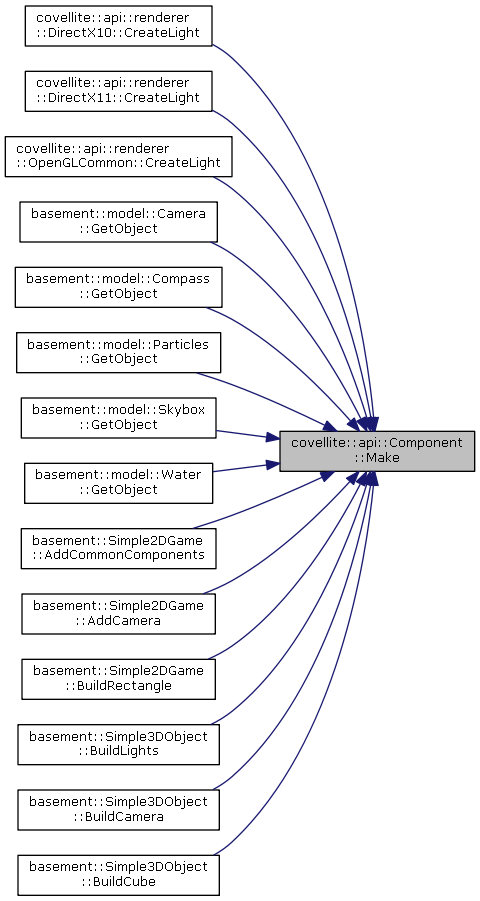 covellite::api::renderer
::DirectX10::CreateLight
covellite::api::renderer
::DirectX11::CreateLight
covellite::api::renderer
::OpenGLCommon::CreateLight
basement::model::Camera
::GetObject
basement::model::Compass
::GetObject
basement::model::Particles
::GetObject
basement::model::Skybox
::GetObject
covellite::api::Component
::Make
basement::model::Water
::GetObject
basement::Simple2DGame
::AddCommonComponents
basement::Simple2DGame
::AddCamera
basement::Simple2DGame
::BuildRectangle
basement::Simple3DObject
::BuildLights
basement::Simple3DObject
::BuildCamera
basement::Simple3DObject
::BuildCube